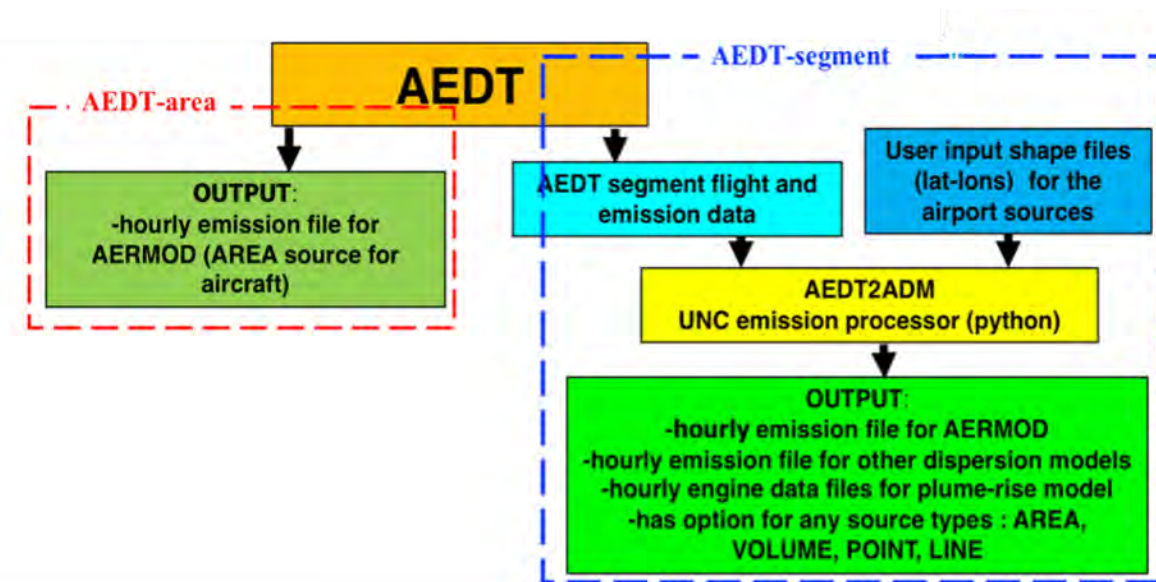 AEDT-segment
AEDT
AEDT-area
OUTPUT:
-hourly emission file for
AERMOD (AREA source for
aircraft)
AEDT segment flight and
emission data
User input shape files
(lat-lons) for the
airport sources
AEDT2ADM
UNC emission processor (python)
OUTPUT:
-hourly emission file for AERMOD
-hourly emission file for other dispersion models
-hourly engine data files for plume-rise model
-has option for any source types : AREA,
VOLUME, POINT, LINE